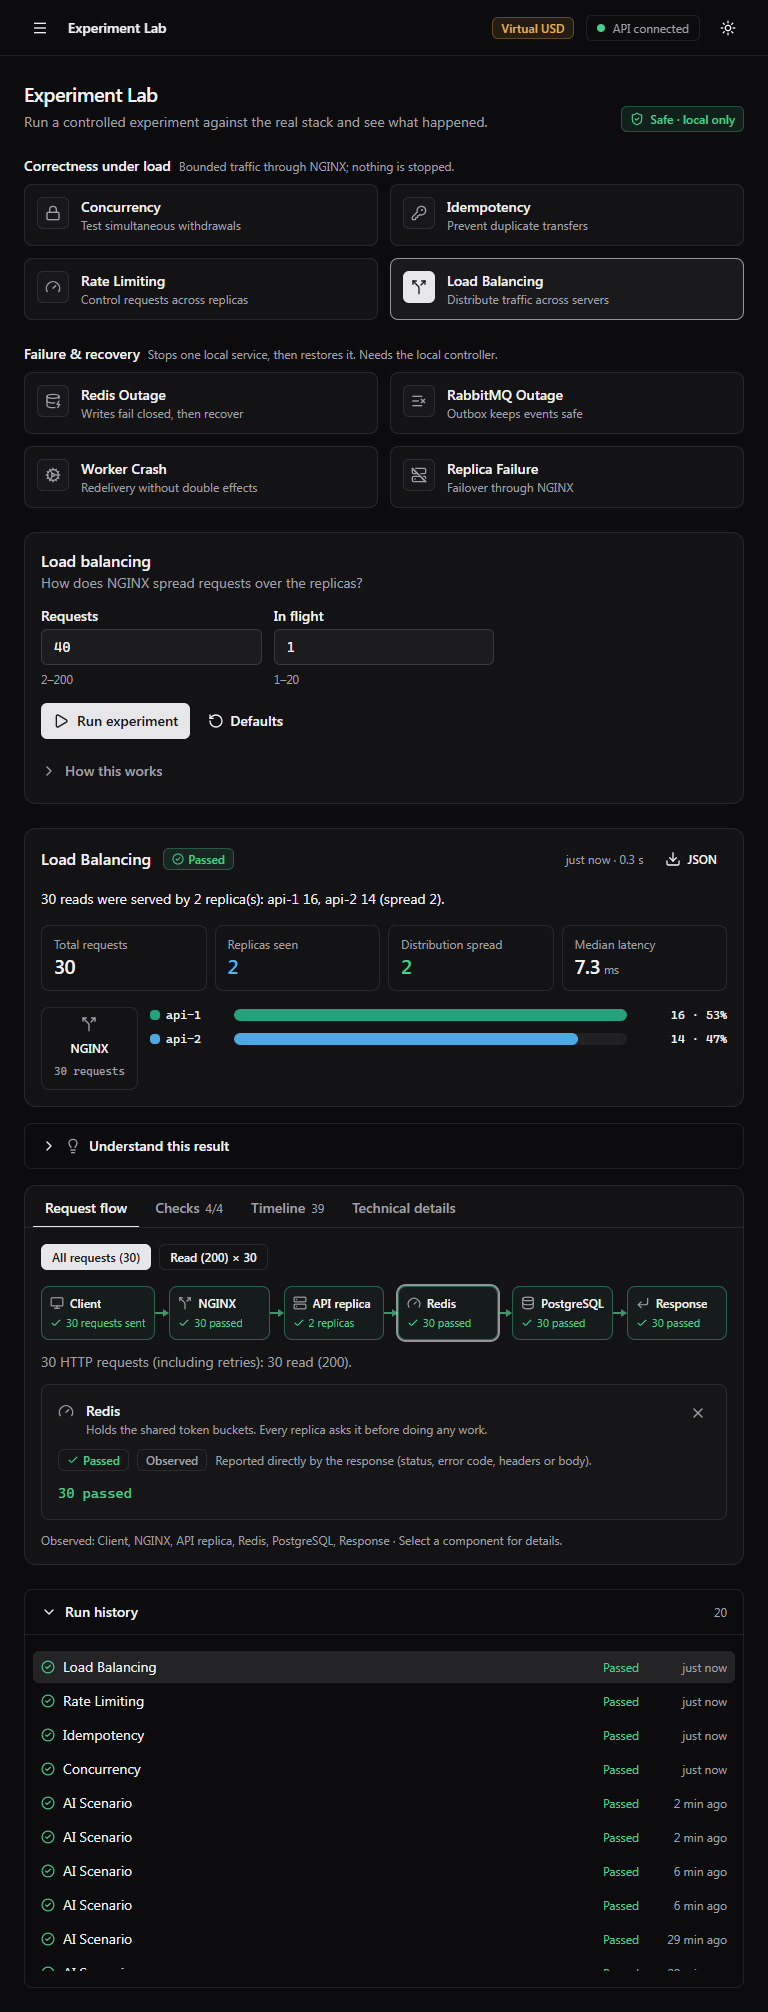 Experiment Lab
Virtual USD
API connected
Experiment Lab
Run a controlled experiment against the real stack and see what happened.
Safe · local only
Correctness under load Bounded traffic through NGINX; nothing is stopped.
Concurrency
Test simultaneous withdrawals
Idempotency
Prevent duplicate transfers
Rate Limiting
Control requests across replicas
Load Balancing
Distribute traffic across servers
Failure & recovery Stops one local service, then restores it. Needs the local controller.
Redis Outage
Writes fail closed, then recover
RabbitMQ Outage
Outbox keeps events safe
Worker Crash
Redelivery without double effects
Replica Failure
Failover through NGINX
Load balancing
How does NGINX spread requests over the replicas?
Requests
In flight
40
1
2–200
1–20
Run experiment
Defaults
How this works
Load Balancing
Passed
just now · 0.3 s
JSON
30 reads were served by 2 replica(s): api-1 16, api-2 14 (spread 2).
Total requests
30
Replicas seen
2
Distribution spread
2
Median latency
7.3 ms
NGINX
30 requests
api-1
16 · 53%
api-2
14 · 47%
Understand this result
Request flow
Checks 4/4
Timeline 39
Technical details
All requests (30)
Read (200) × 30
Client
30 requests sent
NGINX
30 passed
API replica
2 replicas
Redis
30 passed
PostgreSQL
30 passed
Response
30 passed
30 HTTP requests (including retries): 30 read (200).
Redis
Holds the shared token buckets. Every replica asks it before doing any work.
Passed
Observed
Reported directly by the response (status, error code, headers or body).
30 passed
Observed: Client, NGINX, API replica, Redis, PostgreSQL, Response · Select a component for details.
Run history
20
Load Balancing Passed just now
Rate Limiting Passed just now
Idempotency Passed just now
Concurrency Passed just now
AI Scenario Passed 2 min ago
AI Scenario Passed 2 min ago
AI Scenario Passed 6 min ago
AI Scenario Passed 6 min ago
AI Scenario Passed 29 min ago